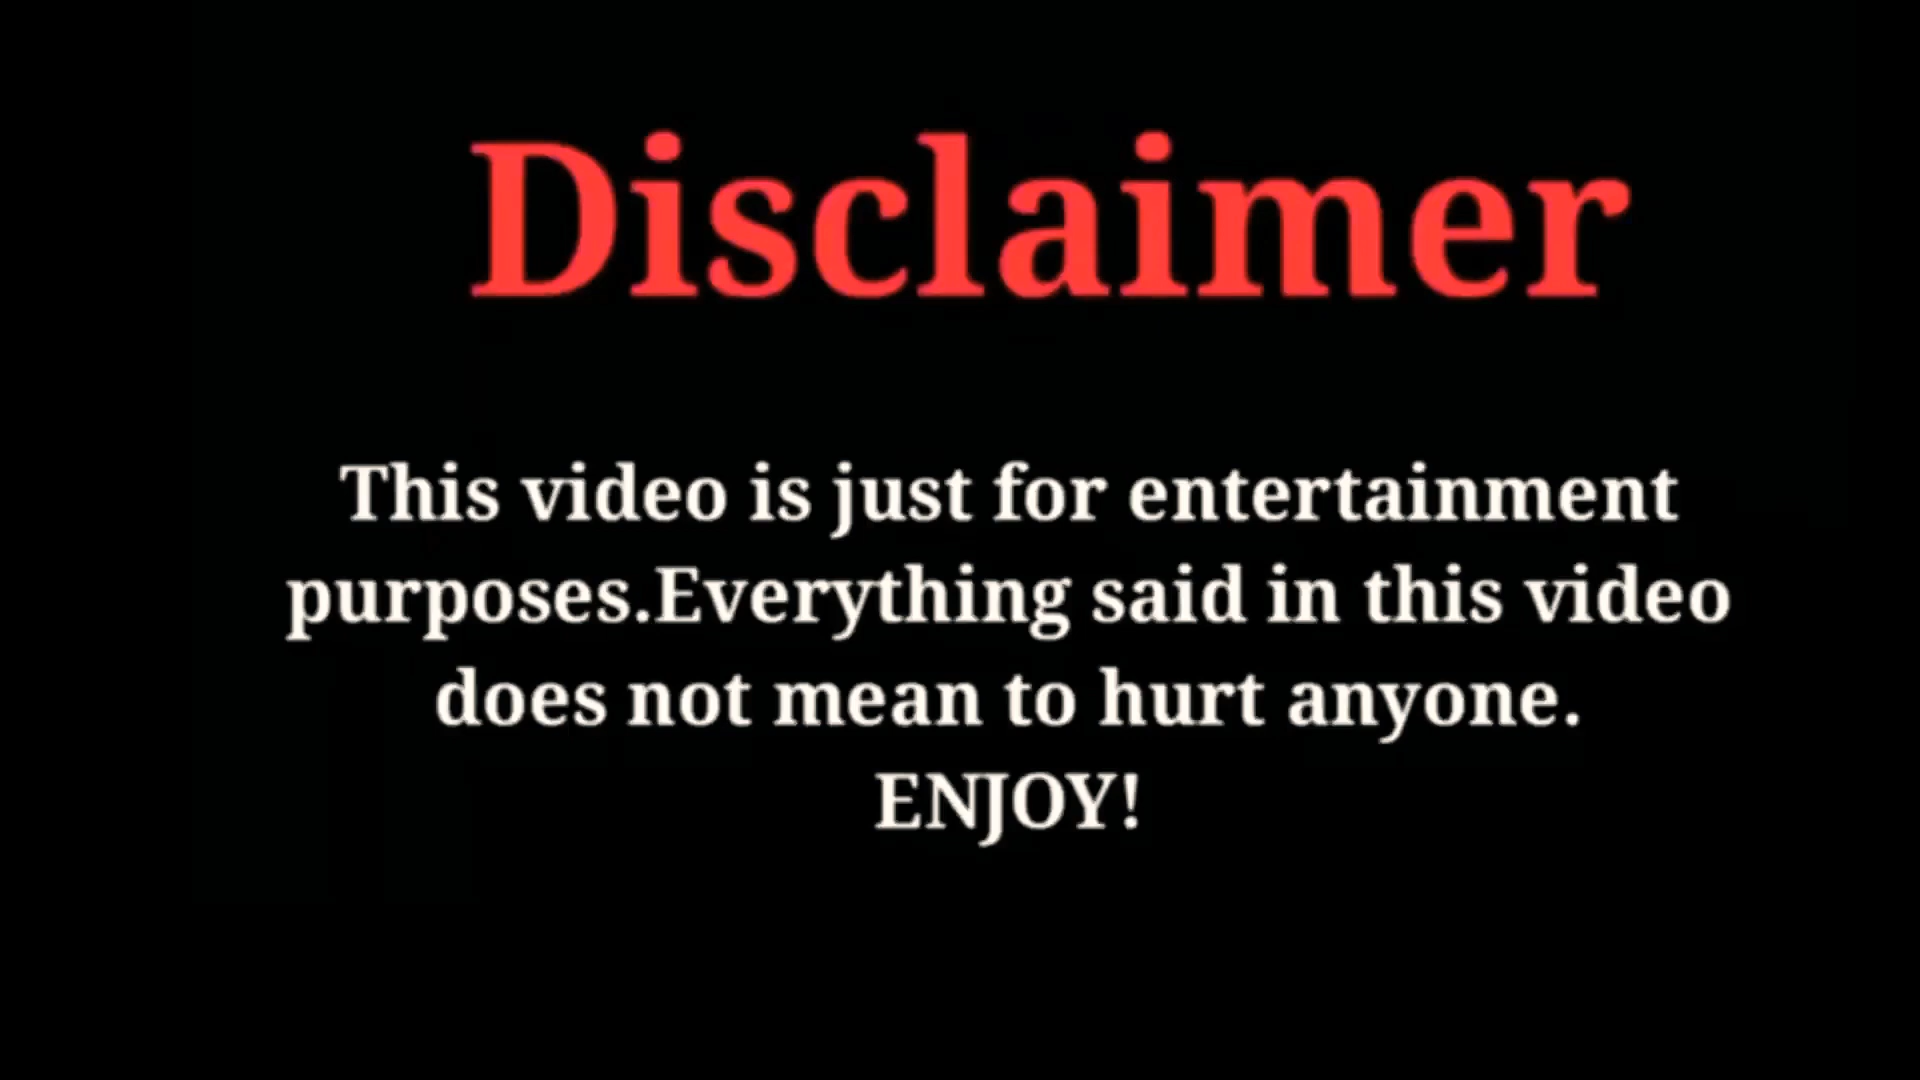 Disclaimer
This video is just for entertainment
purposes.Everything said in this video
does not mean to hurt anyone.
ENJOY!